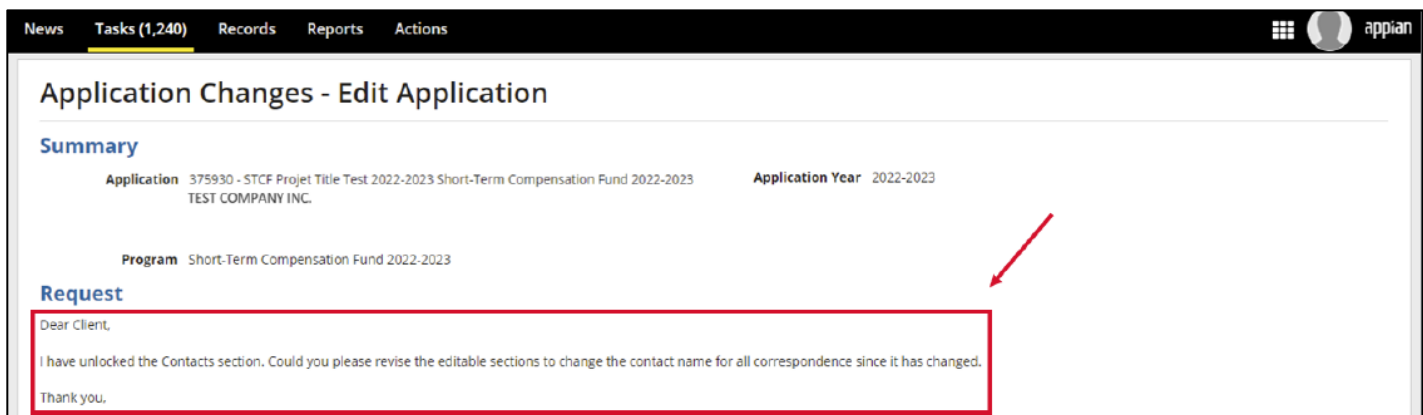 News Tasks (1,240) Records Reports Actions appian
Application Changes - Edit Application
Summary
Application 375930 - STCF Projet Title Test 2022-2023 Short-Term Compensation Fund 2022-2023 Application Year 2022-2023
TEST COMPANY INC.
Program Short-Term Compensation Fund 2022-2023
Request
Dear Client,
I have unlocked the Contacts section. Could you please revise the editable sections to change the contact name for all correspondence since it has changed.
Thank you,